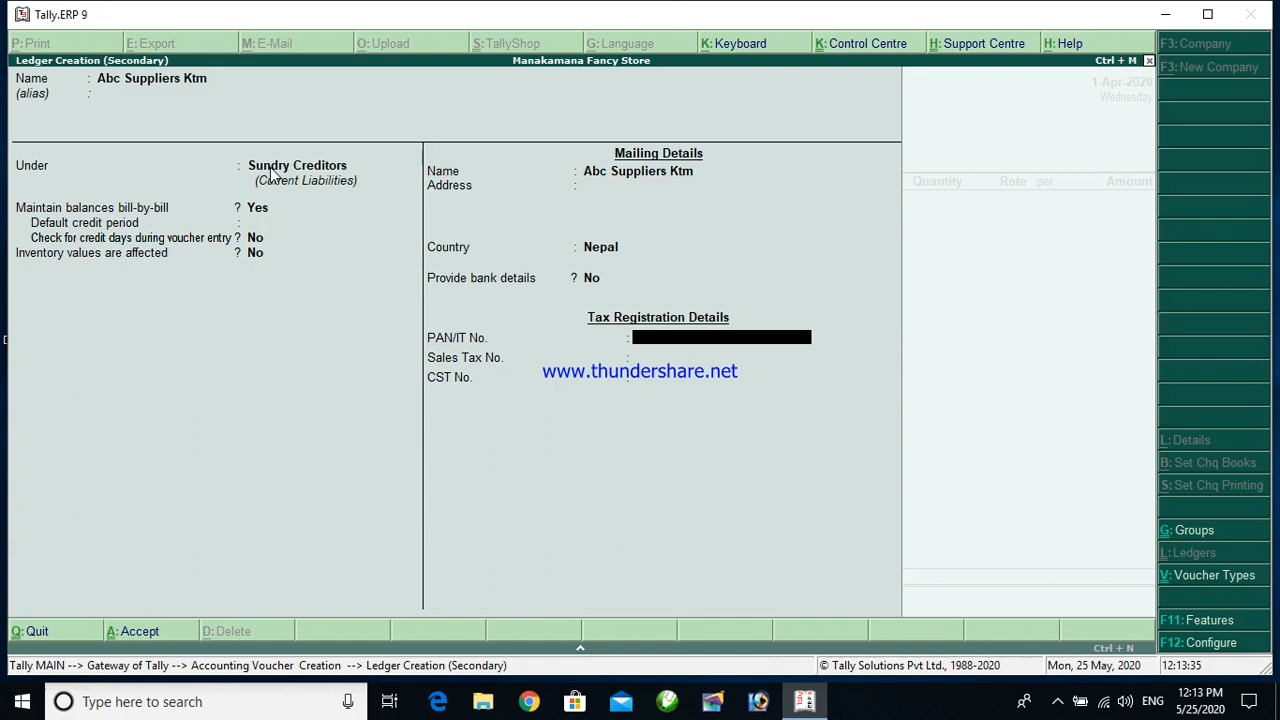 Tally.ERP 9
P: Print E: Export M: E-Mail O: Upload S: TallyShop G: Language K: Keyboard K: Control Centre H: Support Centre H: Help F3: Company
Ledger Creation (Secondary) Manakamana Fancy Store Ctrl + M
F3: New Company
Name : Abc Suppliers Ktm
(alias) :
1-Apr-2020
Wednesday
Under : Sundry Creditors
(Current Liabilities)
Maintain balances bill-by-bill ? Yes
Default credit period :
Check for credit days during voucher entry ? No
Inventory values are affected ? No
Mailing Details
Name : Abc Suppliers Ktm
Address :
Country : Nepal
Provide bank details ? No
Tax Registration Details
PAN/IT No. :
Sales Tax No. :
CST No. :
www.thundershare.net
Quantity Rate per Amount
L: Details
B: Set Chq Books
S: Set Chq Printing
G: Groups
L: Ledgers
V: Voucher Types
F11: Features
F12: Configure
Q: Quit A: Accept D: Delete
Ctrl + N
Tally MAIN --> Gateway of Tally --> Accounting Voucher Creation --> Ledger Creation (Secondary) © Tally Solutions Pvt Ltd., 1988-2020 Mon, 25 May, 2020 12:13:35
Type here to search
ENG
12:13 PM
5/25/2020